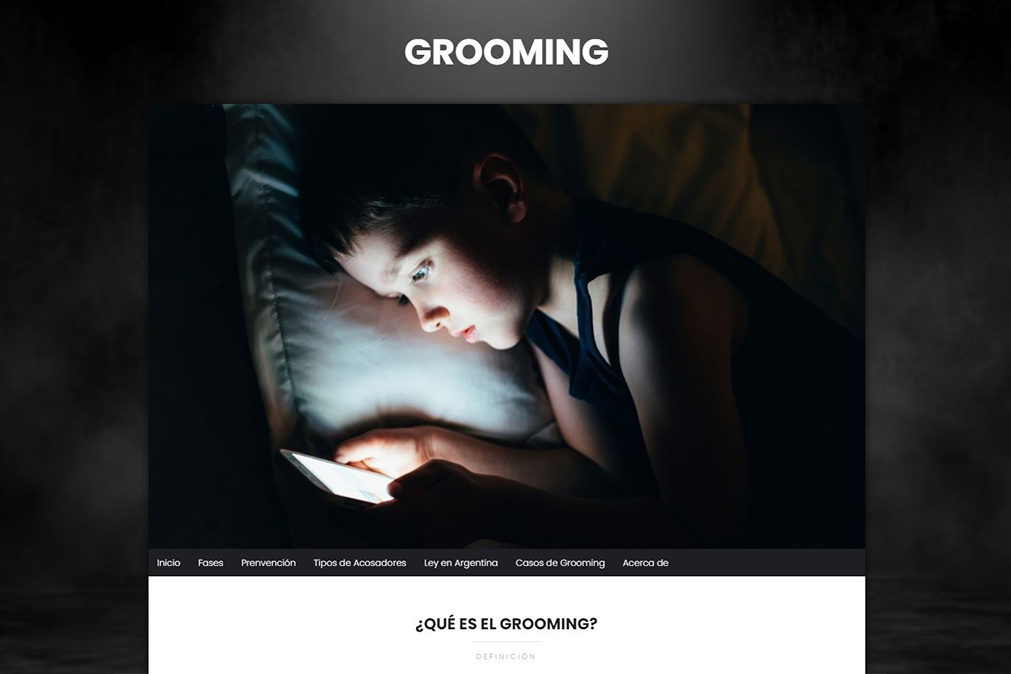 GROOMING
Inicio Fases Prenvención Tipos de Acosadores Ley en Argentina Casos de Grooming Acerca de
¿QUÉ ES EL GROOMING?
DEFINICIÓN